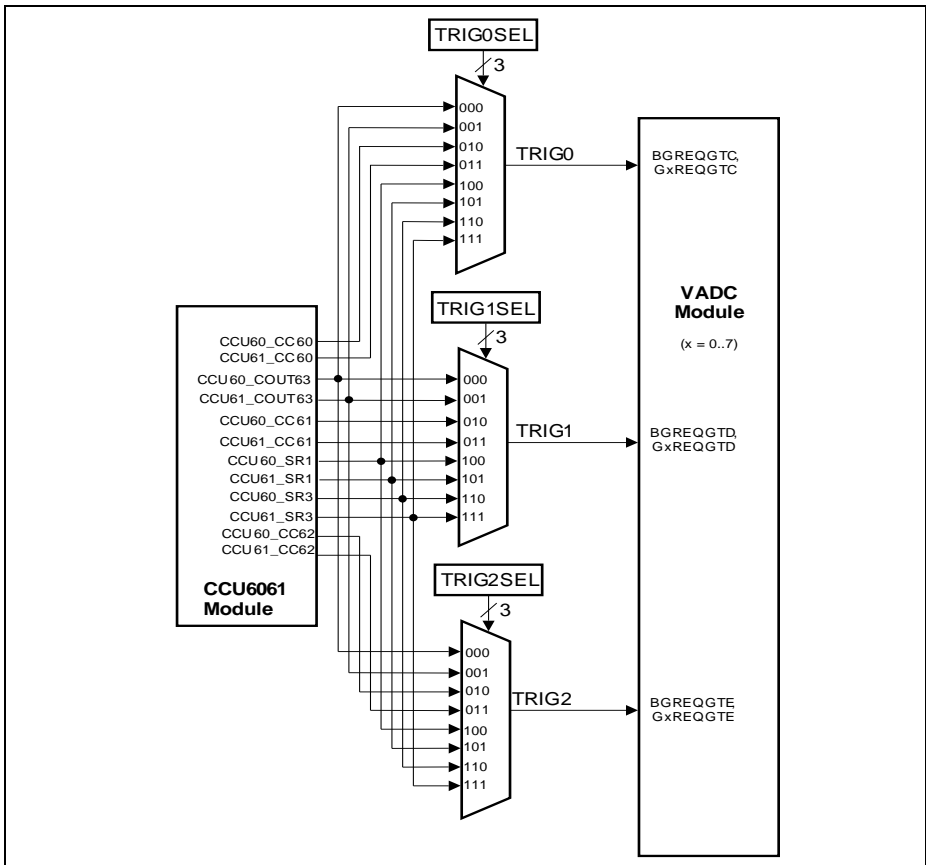 TRIG0SEL
3
000
001
010
011
100
101
110
111
TRIG0
BGREQGTC,
GxREQGTC
VADC
Module
(x = 0..7)
TRIG1SEL
3
CCU60_CC60
CCU61_CC60
CCU60_COUT63
CCU61_COUT63
CCU60_CC61
CCU61_CC61
CCU60_SR1
CCU61_SR1
CCU60_SR3
CCU61_SR3
CCU60_CC62
CCU61_CC62
CCU6061
Module
000
001
010
011
100
101
110
111
TRIG1
BGREQGTD,
GxREQGTD
TRIG2SEL
3
000
001
010
011
100
101
110
111
TRIG2
BGREQGTE,
GxREQGTE